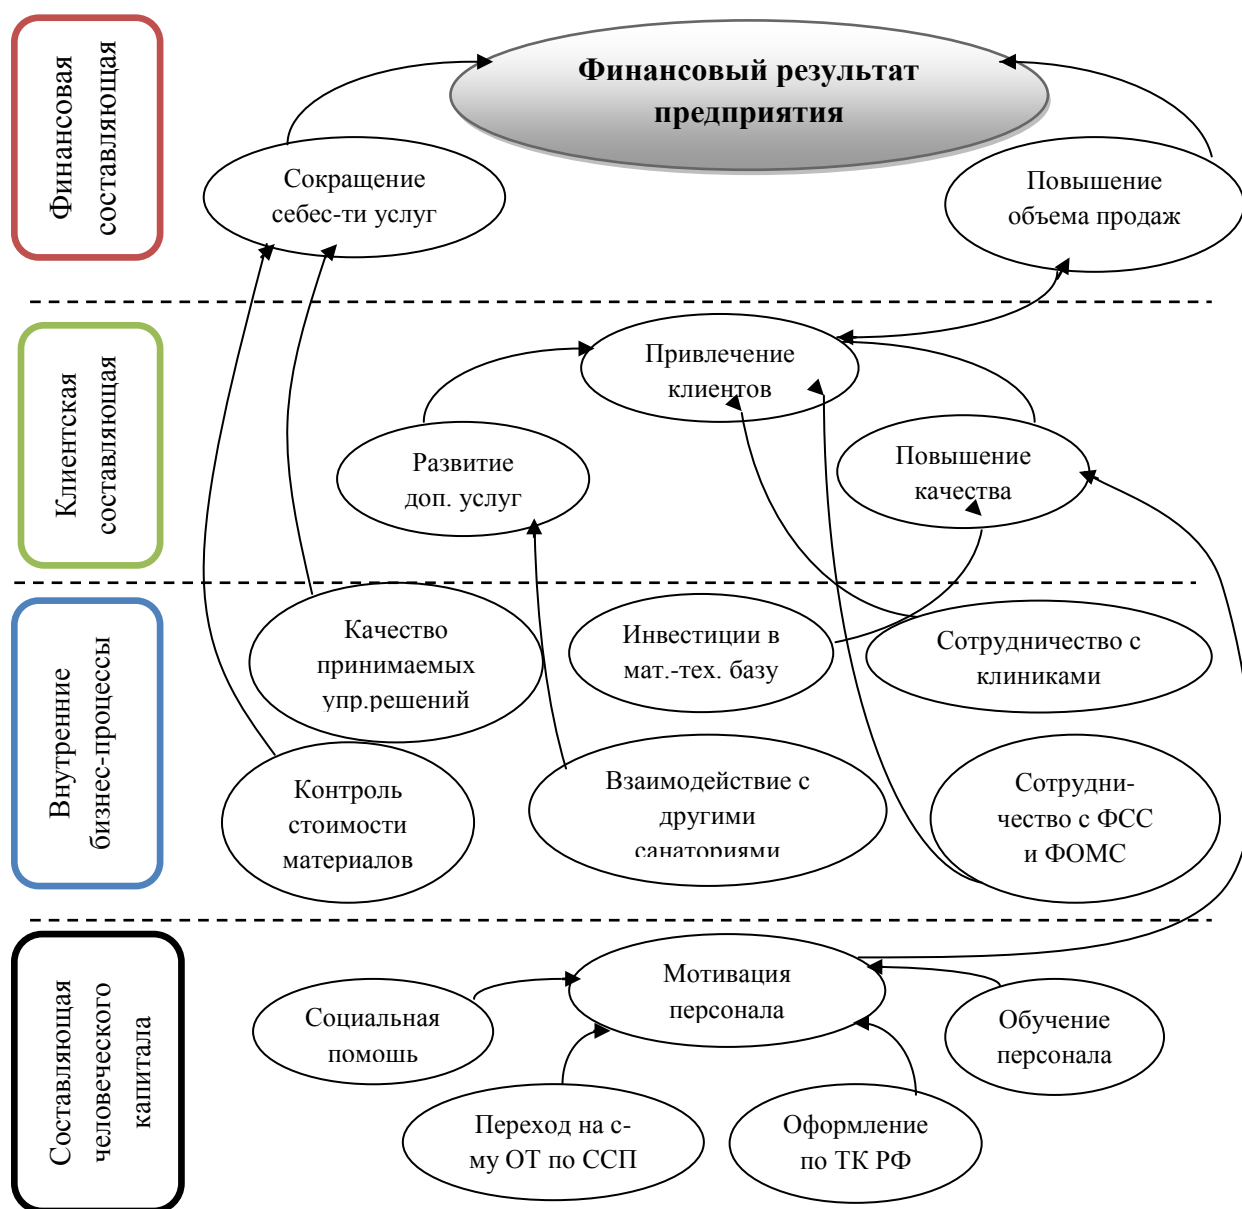 Финансовая
составляющая
Финансовый результат
предприятия
Сокращение
себес-ти услуг
Повышение
объема продаж
Клиентская
составляющая
Привлечение
клиентов
Развитие
доп. услуг
Повышение
качества
Внутренние
бизнес-процессы
Качество
принимаемых
упр.решений
Инвестиции в
мат.-тех. базу
Сотрудничество с
клиниками
Контроль
стоимости
материалов
Взаимодействие с
другими
санаториями
Сотрудни-
чество с ФСС
и ФОМС
Составляющая
человеческого
капитала
Мотивация
персонала
Социальная
помошь
Обучение
персонала
Переход на с-
му ОТ по ССП
Оформление
по ТК РФ